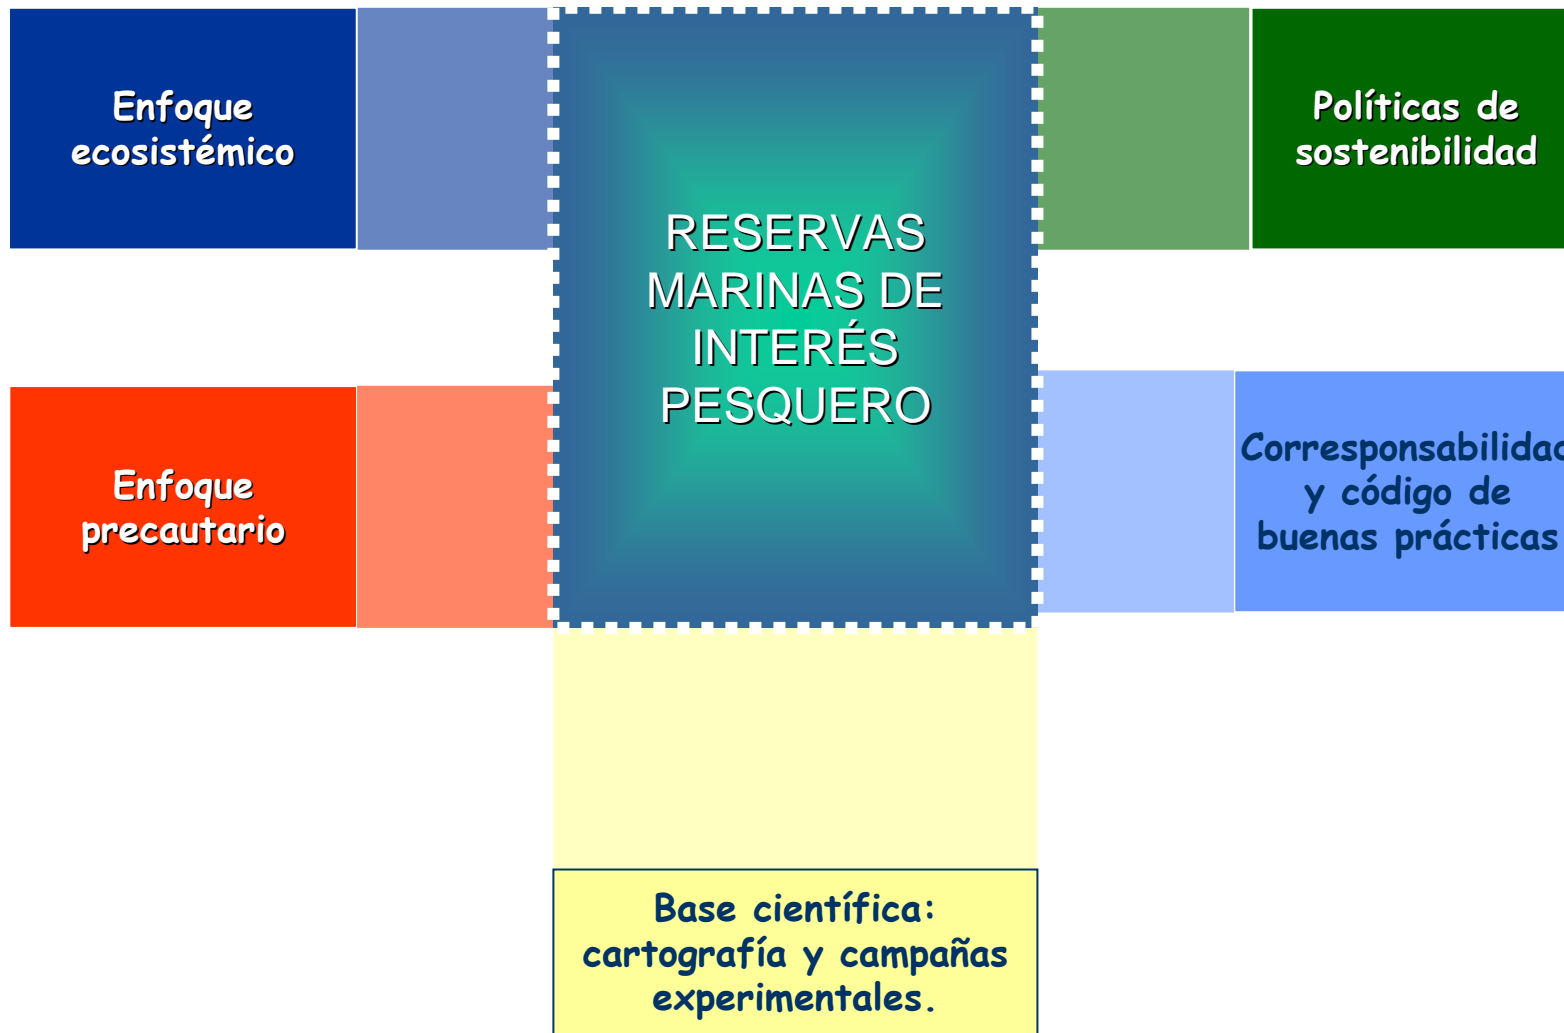 Enfoque
ecosistémico
Políticas de
sostenibilidad
RESERVAS
MARINAS DE
INTERÉS
PESQUERO
Enfoque
precautario
Corresponsabilidad
y código de
buenas prácticas
Base científica:
cartografía y campañas
experimentales.